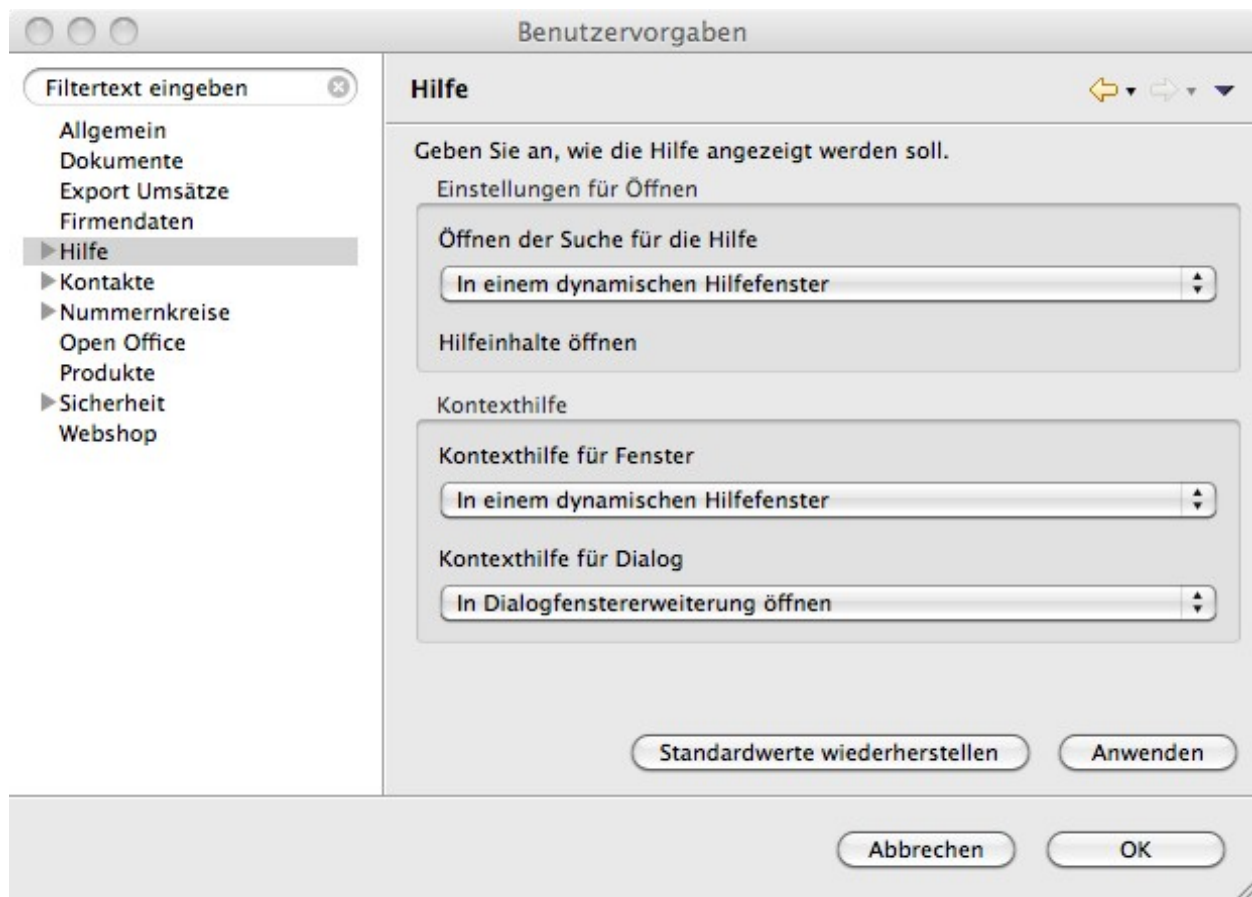 Benutzervorgaben
Filtertext eingeben
Allgemein
Dokumente
Export Umsätze
Firmendaten
Hilfe
Kontakte
Nummernkreise
Open Office
Produkte
Sicherheit
Webshop
Hilfe
Geben Sie an, wie die Hilfe angezeigt werden soll.
Einstellungen für Öffnen
Öffnen der Suche für die Hilfe
In einem dynamischen Hilfefenster
Hilfeinhalte öffnen
Kontexthilfe
Kontexthilfe für Fenster
In einem dynamischen Hilfefenster
Kontexthilfe für Dialog
In Dialogfenstererweiterung öffnen
Standardwerte wiederherstellen
Anwenden
Abbrechen
OK